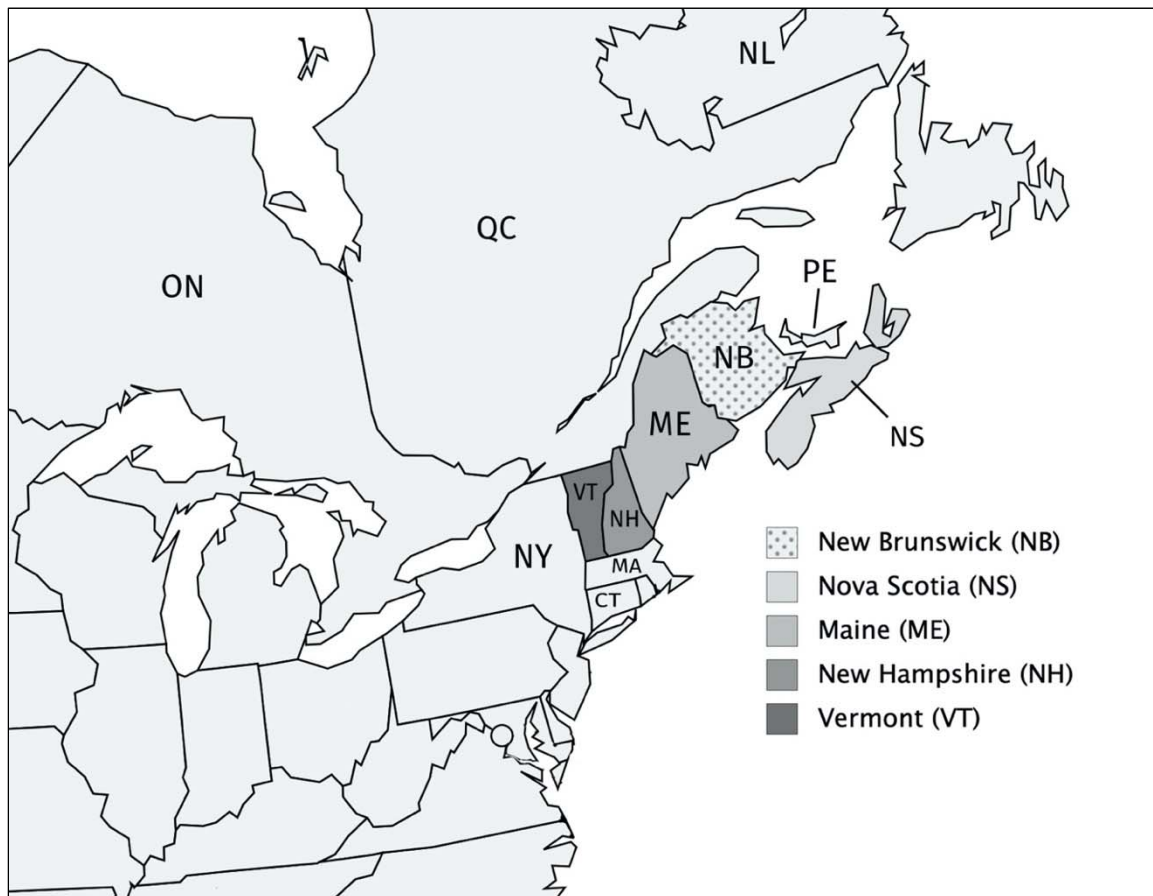 NL
QC
ON
PE
NB
ME
NS
VT
NH
NY
MA
CT
New Brunswick (NB)
Nova Scotia (NS)
Maine (ME)
New Hampshire (NH)
Vermont (VT)